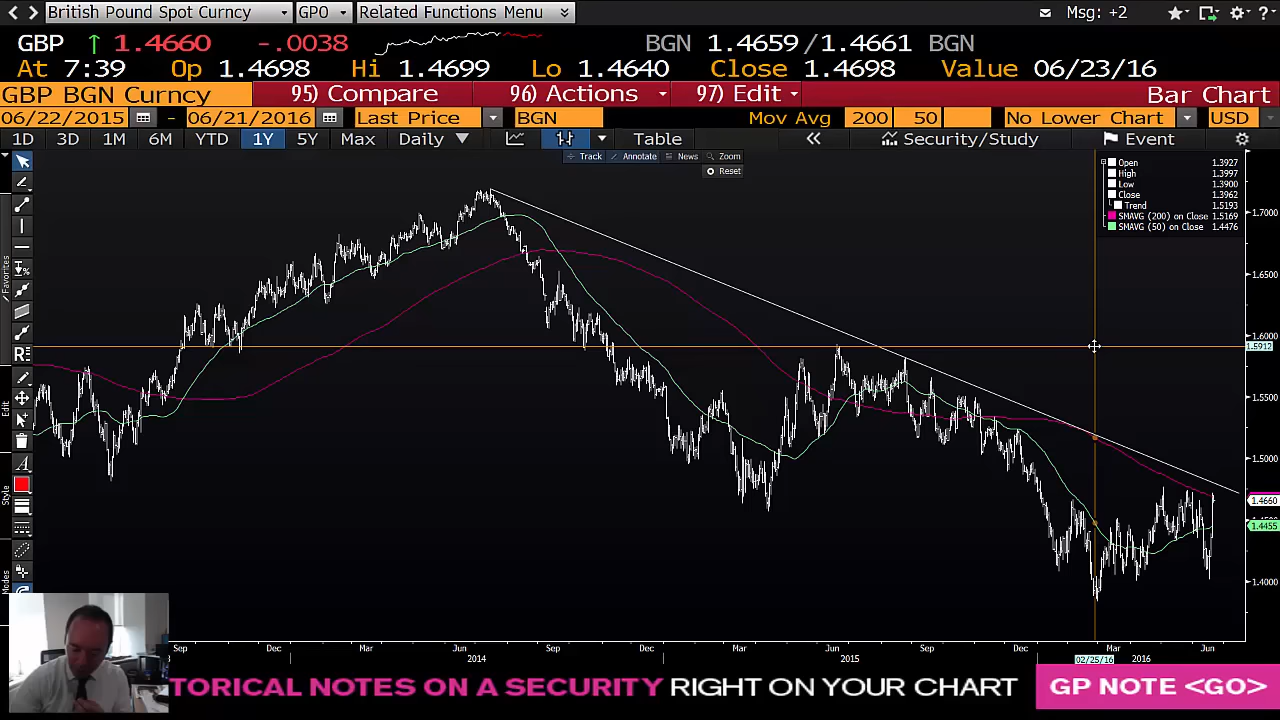 British Pound Spot Curncy GPO Related Functions Menu Msg: +2
GBP 1.4660 -.0038 BGN 1.4659/1.4661 BGN
At 7:39 Op 1.4698 Hi 1.4699 Lo 1.4640 Close 1.4698 Value 06/23/16
GBP BGN Curncy 95) Compare 96) Actions 97) Edit Bar Chart
06/22/2015 - 06/21/2016 Last Price BGN Mov Avg 200 50 No Lower Chart USD
1D 3D 1M 6M YTD 1Y 5Y Max Daily Table Security/Study Event
Track Annotate News Zoom
Reset
Open 1.3927
High 1.3997
Low 1.3900
Close 1.3962
Trend 1.5193
SMAVG (200) on Close 1.5169
SMAVG (50) on Close 1.4476
1.7000
1.6500
1.6000
1.5912
1.5500
1.5000
1.4660
1.4455
1.4000
Favorites
Edit
Style
Modes
Sep Dec Mar Jun Sep Dec Mar Jun Sep Dec Mar Jun
2014 2015 02/25/16 2016
TORICAL NOTES ON A SECURITY RIGHT ON YOUR CHART GP NOTE <GO>